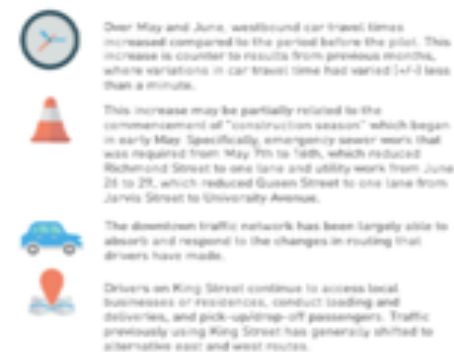 Over May and June, westbound car travel times
increased compared to the period before the pilot. This
increase is counter to results from previous months,
where variations in car travel time had varied (+/-) less
than a minute.
This increase may be partially related to the
commencement of "construction season" which began
in early May. Specifically, emergency sewer work that
was required from May 7th to 16th, which reduced
Richmond Street to one lane and utility work from June
26 to 29, which reduced Queen Street to one lane from
Jarvis Street to University Avenue.
The downtown traffic network has been largely able to
absorb and respond to the changes in routing that
drivers have made.
Drivers on King Street continue to access local
businesses or residences, conduct loading and
deliveries, and pick-up/drop-off passengers. Traffic
previously using King Street has generally shifted to
alternative east and west routes.